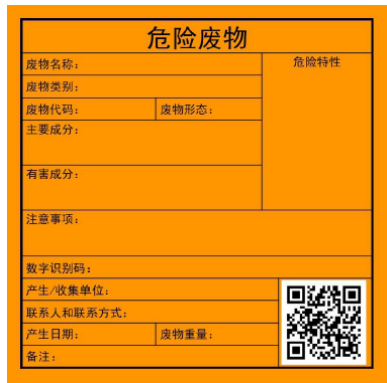 危险废物
废物名称：
危险特性
废物类别：
废物代码：
废物形态：
主要成分：
有害成分：
注意事项：
数字识别码：
产生/收集单位：
联系人和联系方式：
产生日期：
废物重量：
备注：